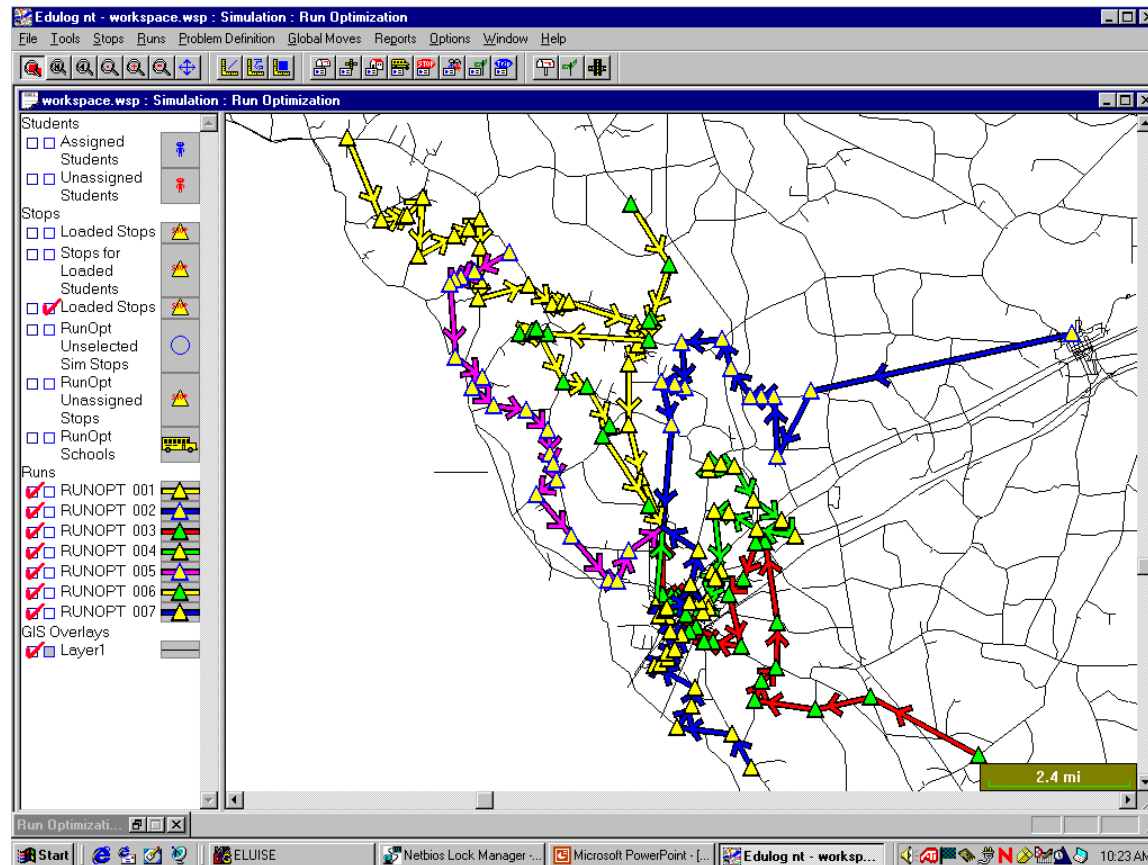 Edulog nt - workspace.wsp : Simulation : Run Optimization
File Tools Stops Runs Problem Definition Global Moves Reports Options Window Help
workspace.wsp : Simulation : Run Optimization
Students
Assigned
Students
Unassigned
Students
Stops
Loaded Stops
Stops for
Loaded
Students
Loaded Stops
RunOpt
Unselected
Sim Stops
RunOpt
Unassigned
Stops
RunOpt
Schools
Runs
RUNOPT 001
RUNOPT 002
RUNOPT 003
RUNOPT 004
RUNOPT 005
RUNOPT 006
RUNOPT 007
GIS Overlays
Layer1
2.4 mi
Run Optimizati...
Start ELUISE Netbios Lock Manager -... Microsoft PowerPoint - [... Edulog nt - worksp... 10:23 AM